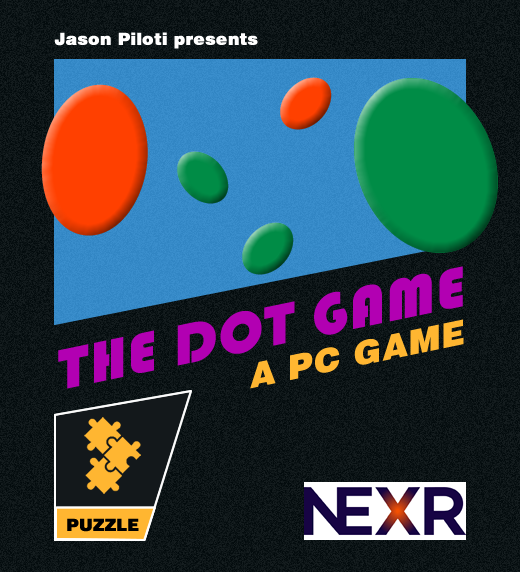 Jason Piloti presents
THE DOT GAME
A PC GAME
PUZZLE
NEXR